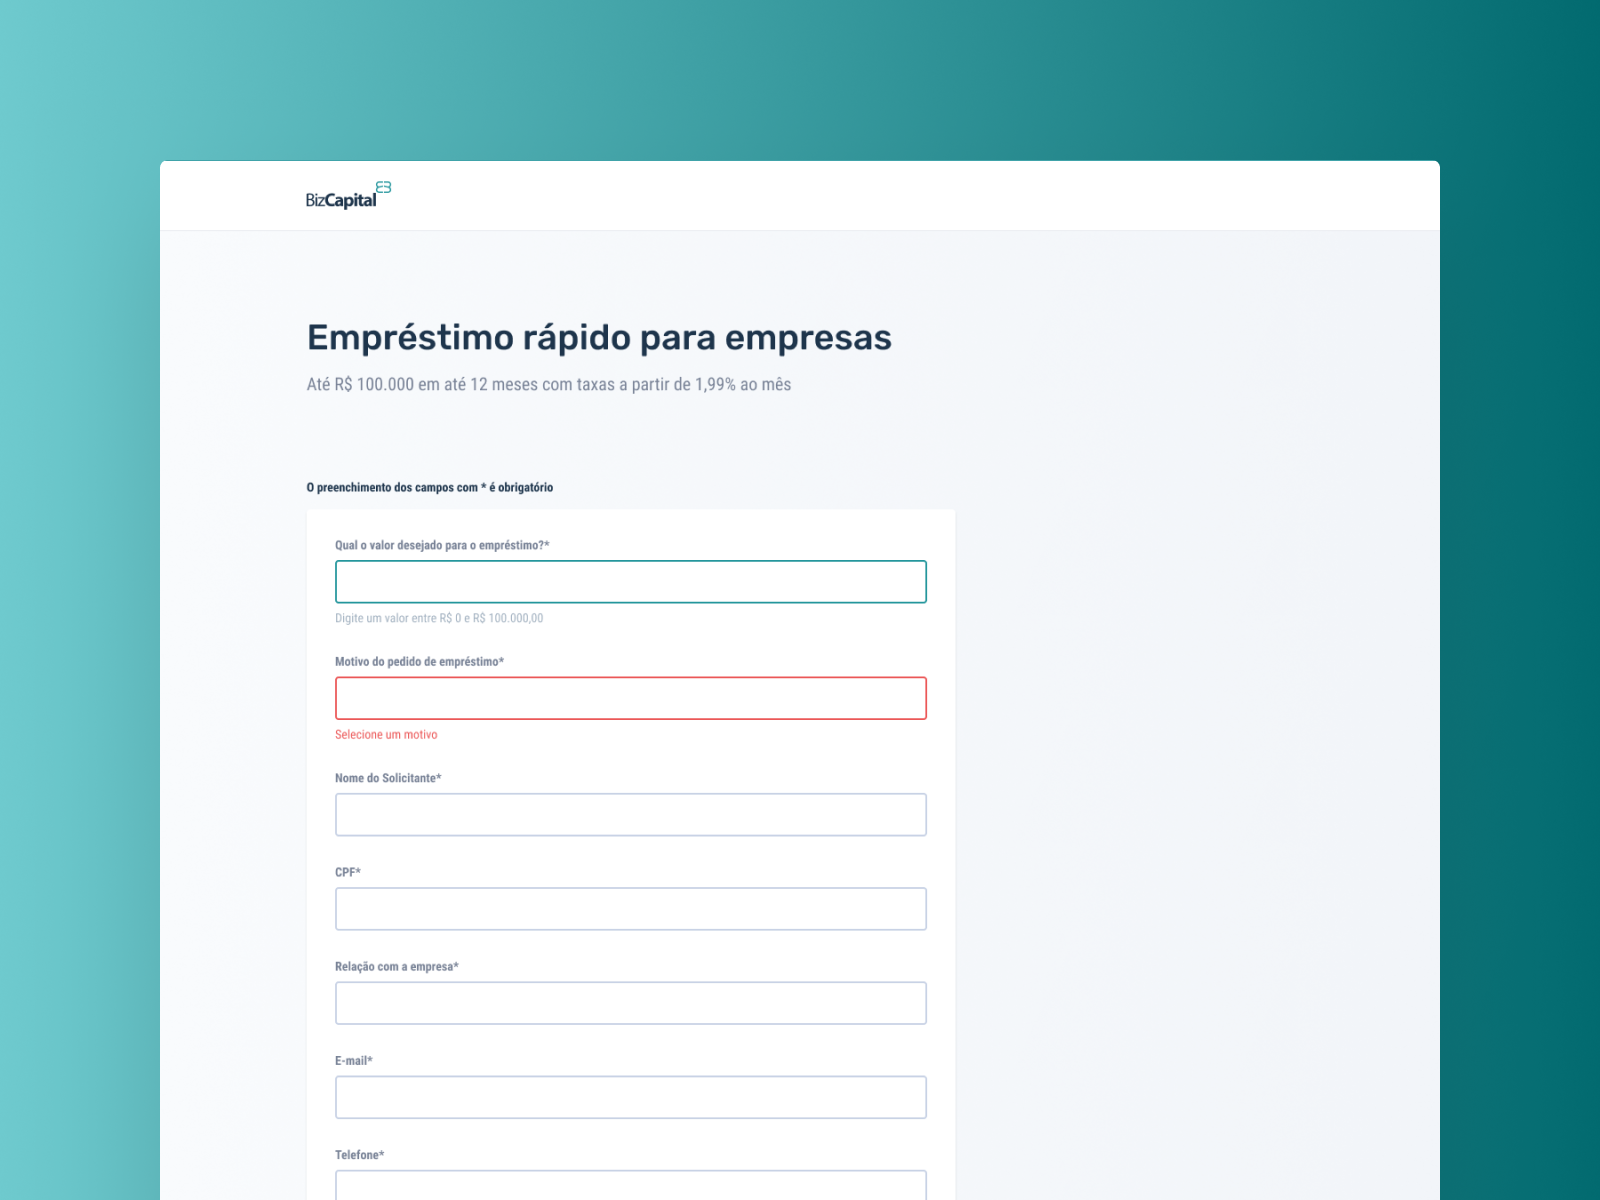 BizCapital
Empréstimo rápido para empresas
Até R$ 100.000 em até 12 meses com taxas a partir de 1,99% ao mês
O preenchimento dos campos com * é obrigatório
Qual o valor desejado para o empréstimo?*
Digite um valor entre R$ 0 e R$ 100.000,00
Motivo do pedido de empréstimo*
Selecione um motivo
Nome do Solicitante*
CPF*
Relação com a empresa*
E-mail*
Telefone*